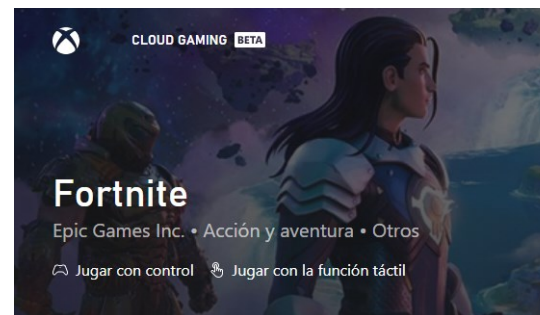 CLOUD GAMING BETA
Fortnite
Epic Games Inc. • Acción y aventura • Otros
Jugar con control Jugar con la función táctil